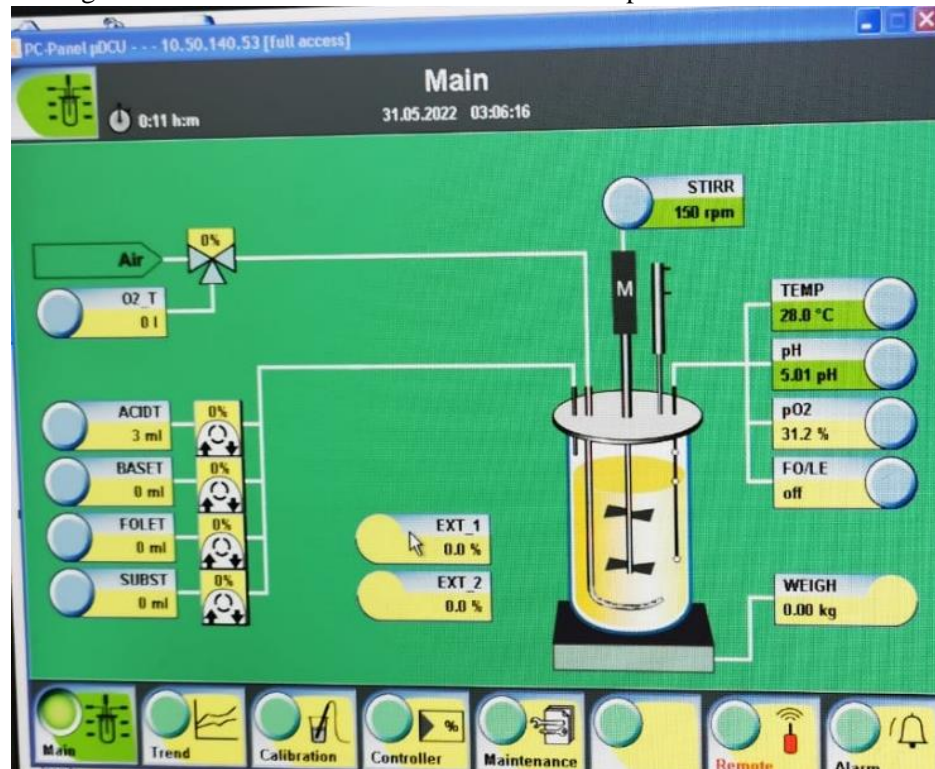 PC-Panel µDCU - - - 10.50.140.53 [full access]
Main
0:11 h:m
31.05.2022 03:06:16
STIRR
150 rpm
0%
Air
O2_T
0 l
M
TEMP
28.0 °C
pH
5.01 pH
pO2
31.2 %
FO/LE
off
ACIDT
3 ml
0%
BASET
0 ml
0%
FOLET
0 ml
0%
SUBST
0 ml
0%
EXT_1
0.0 %
EXT_2
0.0 %
WEIGH
0.00 kg
Main
Trend
Calibration
%
Controller
Maintenance
Remote
Alarm